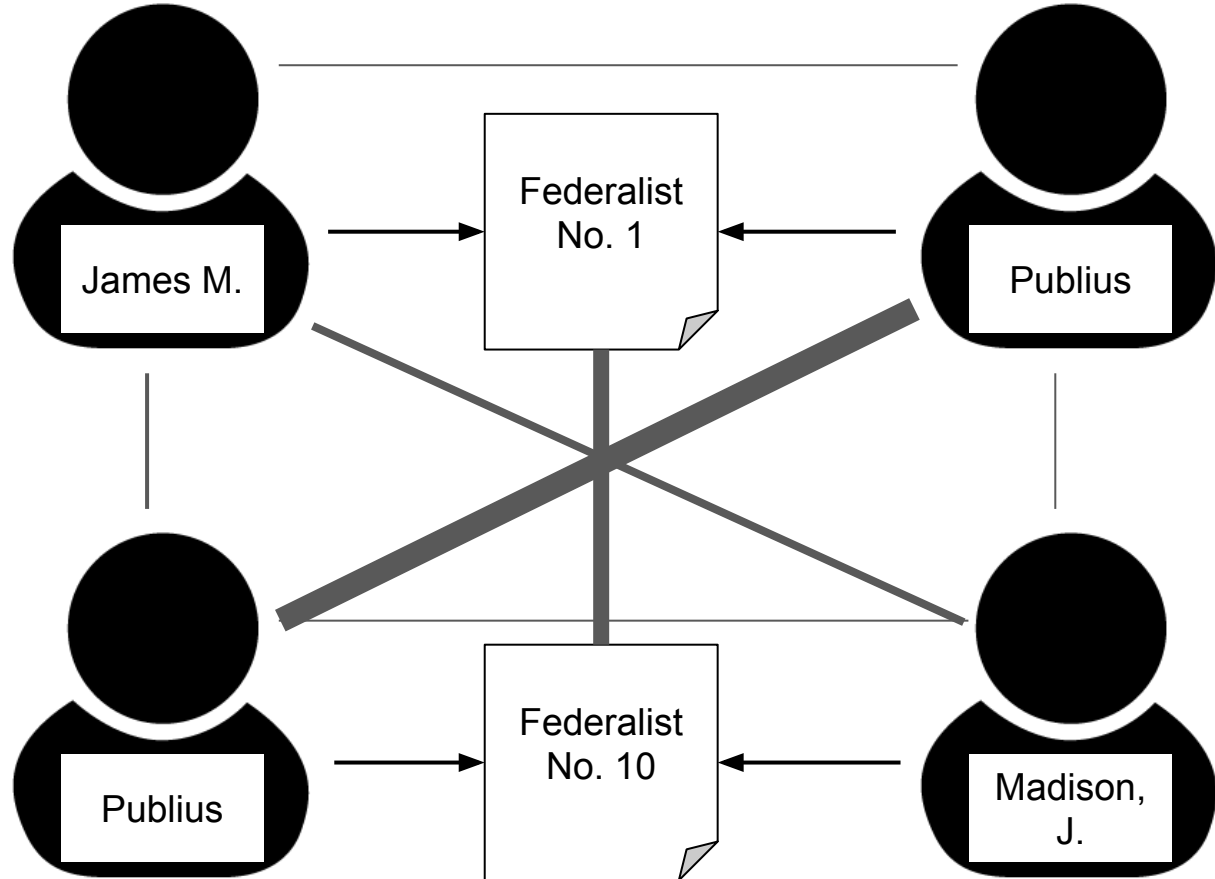 Federalist
No. 1
James M.
Publius
Federalist
No. 10
Publius
Madison,
J.